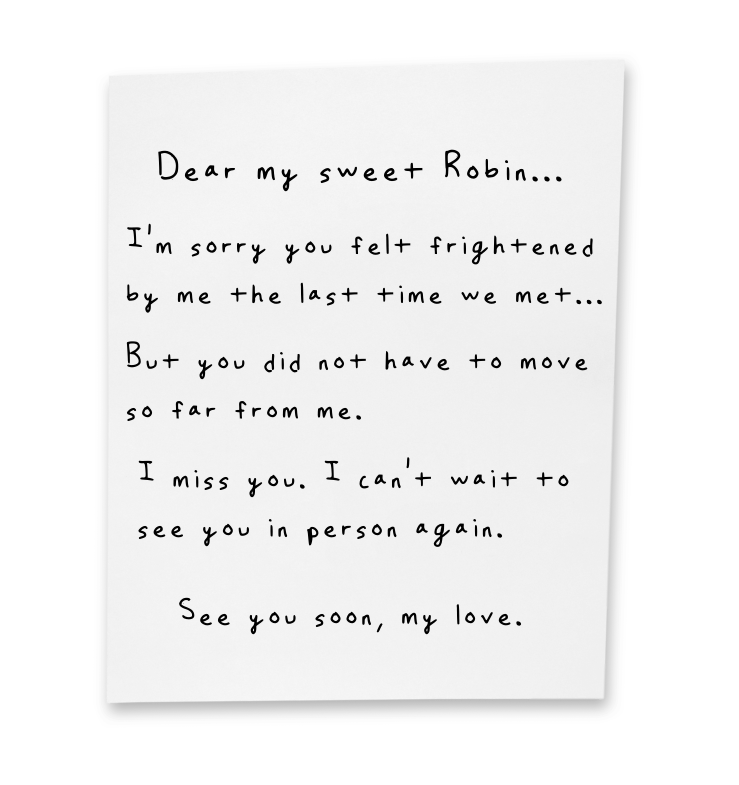 Dear my sweet Robin...
I'm sorry you felt frightened
by me the last time we met...
But you did not have to move
so far from me.
I miss you. I can't wait to
see you in person again.
See you soon, my love.